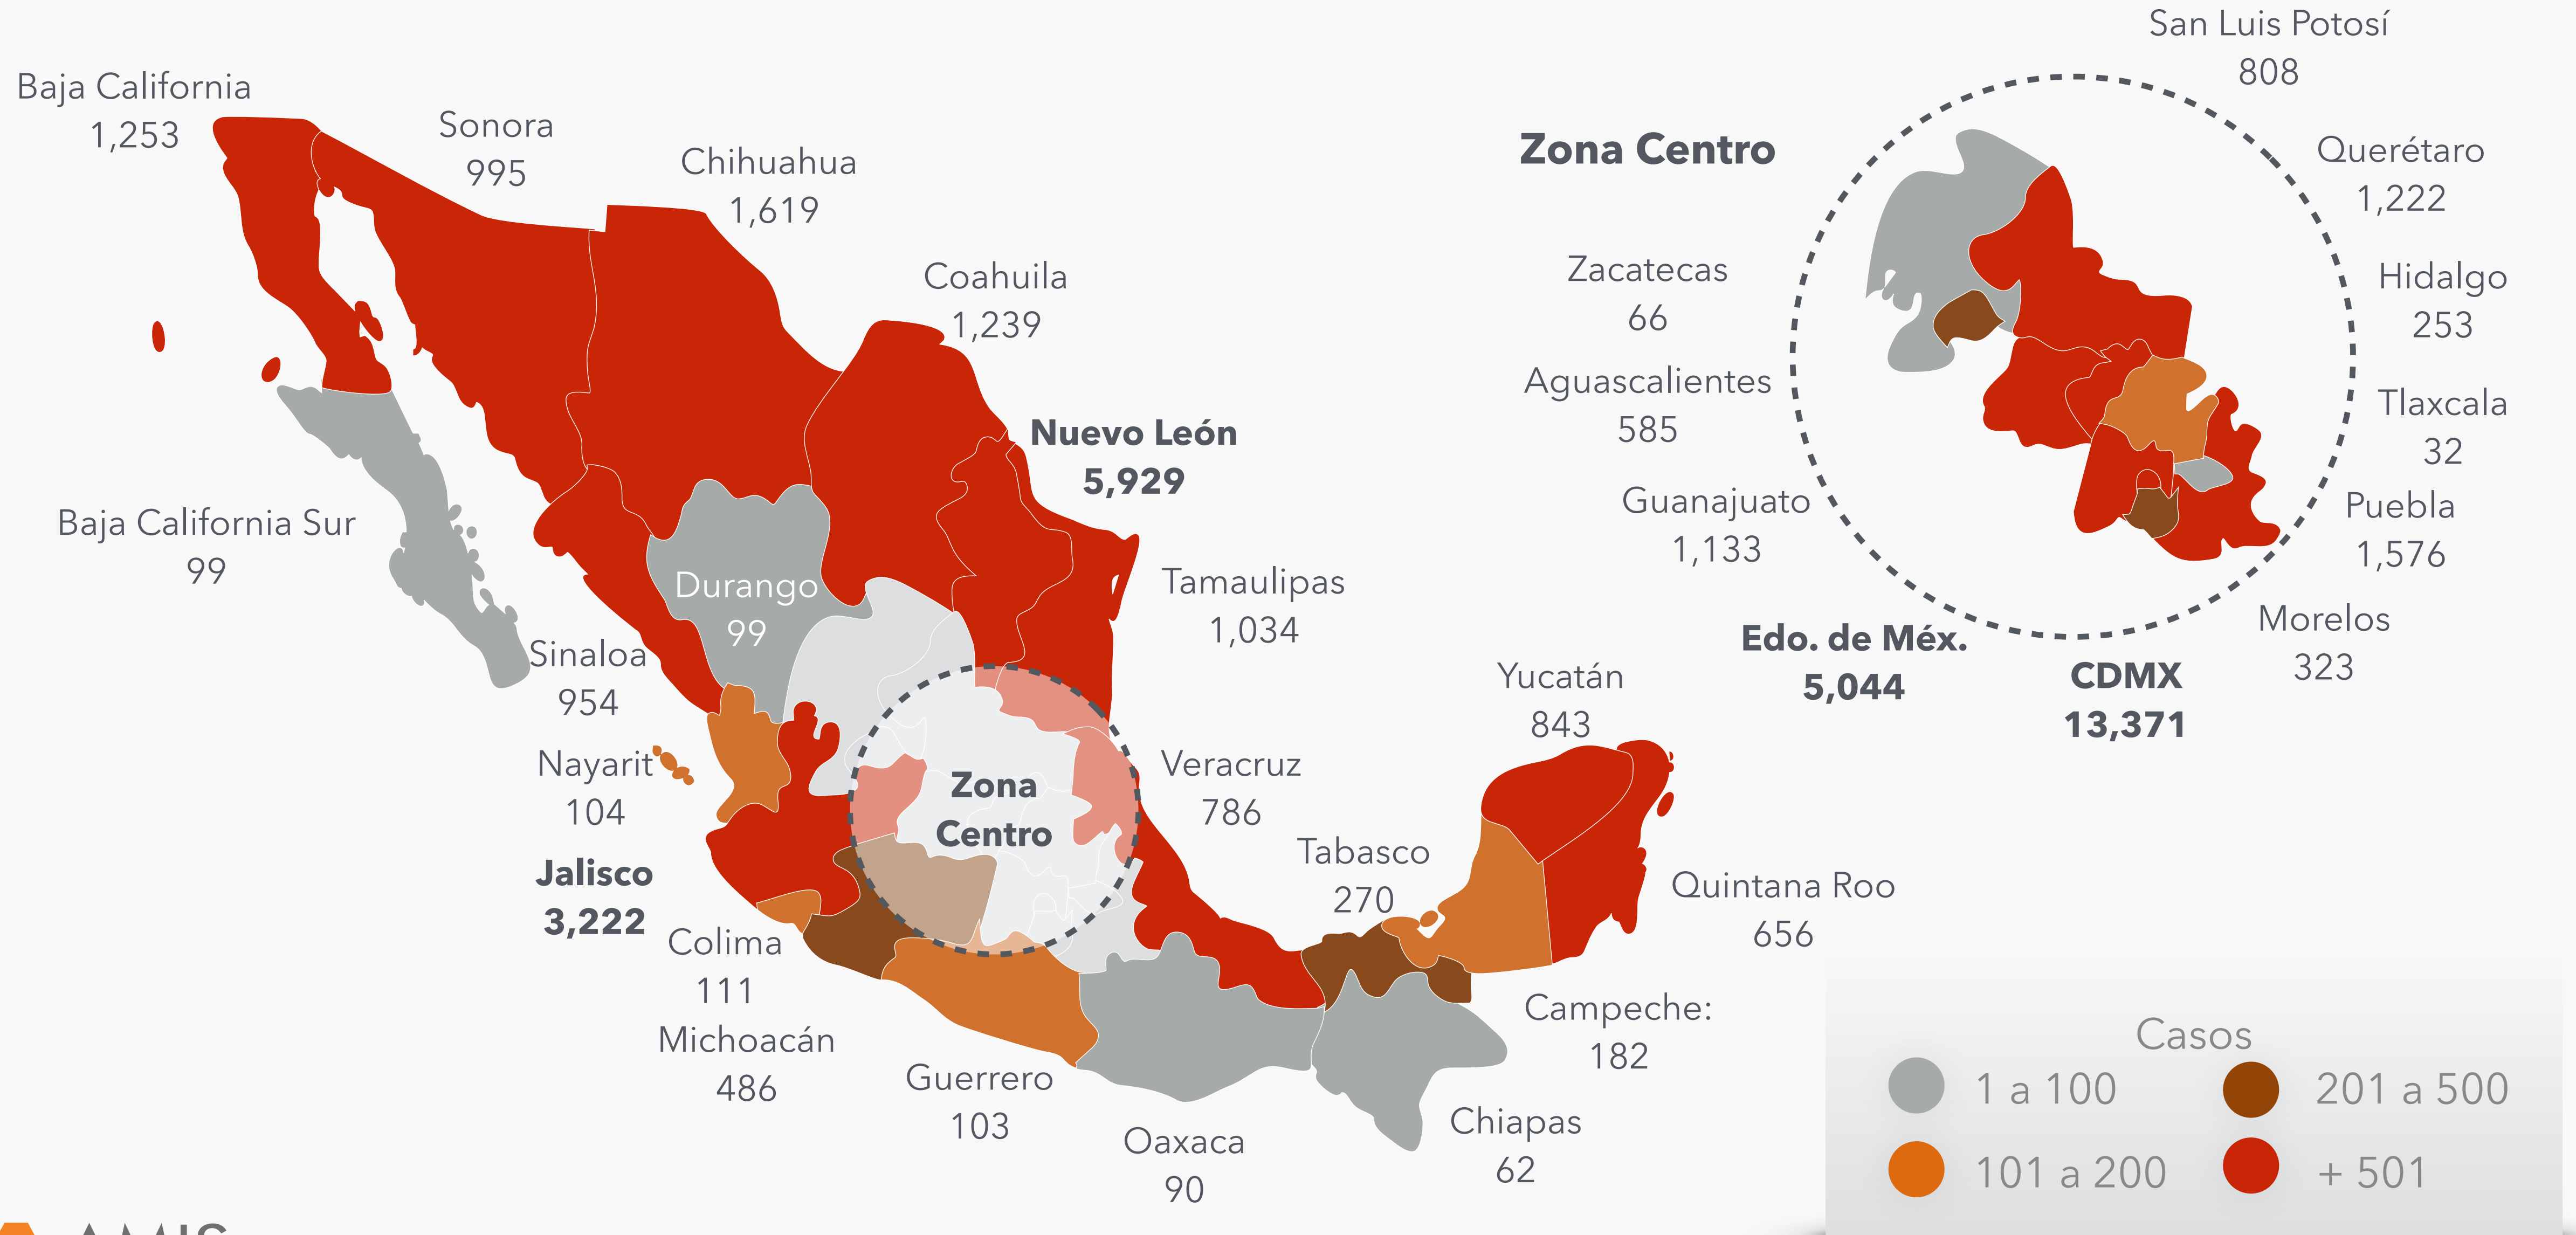 San Luis Potosí
808
Baja California
1,253
Sonora
995
Chihuahua
1,619
Zona Centro
Querétaro
1,222
Coahuila
1,239
Zacatecas
66
Hidalgo
253
Aguascalientes
585
Tlaxcala
32
Nuevo León
5,929
Baja California Sur
99
Guanajuato
1,133
Puebla
1,576
Durango
99
Tamaulipas
1,034
Edo. de Méx.
5,044
CDMX
13,371
Morelos
323
Sinaloa
954
Yucatán
843
Nayarit
104
Zona
Centro
Veracruz
786
Jalisco
3,222
Tabasco
270
Quintana Roo
656
Colima
111
Michoacán
486
Guerrero
103
Oaxaca
90
Campeche:
182
Chiapas
62
Casos
1 a 100
201 a 500
101 a 200
+ 501
AMIS